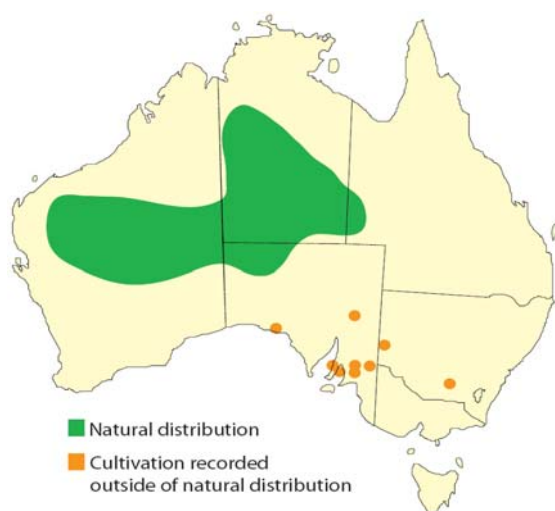 Natural distribution
Cultivation recorded
outside of natural distribution